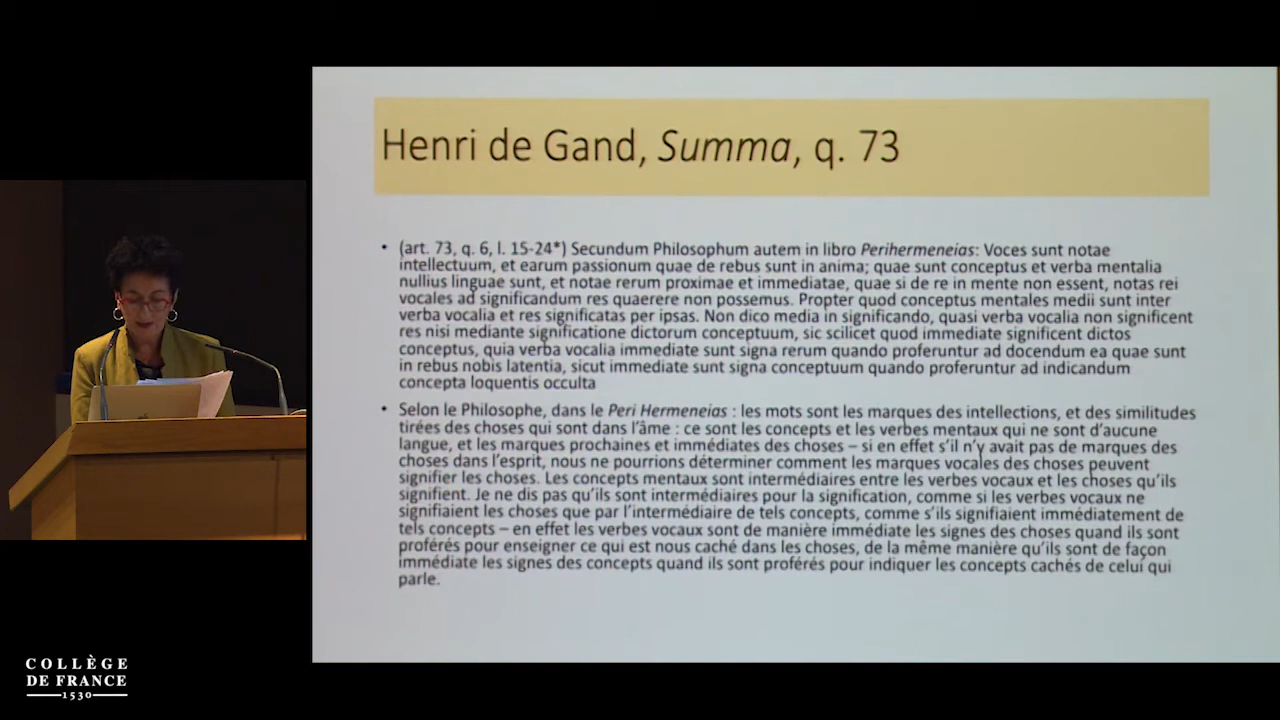 Henri de Gand, Summa, q. 73
• (art. 73, q. 6, l. 15-24*) Secundum Philosophum autem in libro Perihermeneias: Voces sunt notae
intellectuum, et earum passionum quae de rebus sunt in anima; quae sunt conceptus et verba mentalia
nullius linguae sunt, et notae rerum proximae et immediatae, quae si de re in mente non essent, notas rei
vocales ad significandum res quaerere non possemus. Propter quod conceptus mentales medii sunt inter
verba vocalia et res significatas per ipsas. Non dico media in significando, quasi verba vocalia non significent
res nisi mediante significatione dictorum conceptuum, sic scilicet quod immediate significent dictos
conceptus, quia verba vocalia immediate sunt signa rerum quando proferuntur ad docendum ea quae sunt
in rebus nobis latentia, sicut immediate sunt signa conceptuum quando proferuntur ad indicandum
concepta loquentis occulta
• Selon le Philosophe, dans le Peri Hermeneias : les mots sont les marques des intellections, et des similitudes
tirées des choses qui sont dans l'âme : ce sont les concepts et les verbes mentaux qui ne sont d'aucune
langue, et les marques prochaines et immédiates des choses – si en effet s'il n'y avait pas de marques des
choses dans l'esprit, nous ne pourrions déterminer comment les marques vocales des choses peuvent
signifier les choses. Les concepts mentaux sont intermédiaires entre les verbes vocaux et les choses qu'ils
signifient. Je ne dis pas qu'ils sont intermédiaires pour la signification, comme si les verbes vocaux ne
signifiaient les choses que par l'intermédiaire de tels concepts, comme s'ils signifiaient immédiatement de
tels concepts – en effet les verbes vocaux sont de manière immédiate les signes des choses quand ils sont
proférés pour enseigner ce qui est nous caché dans les choses, de la même manière qu'ils sont de façon
immédiate les signes des concepts quand ils sont proférés pour indiquer les concepts cachés de celui qui
parle.
COLLÈGE
DE FRANCE
1530